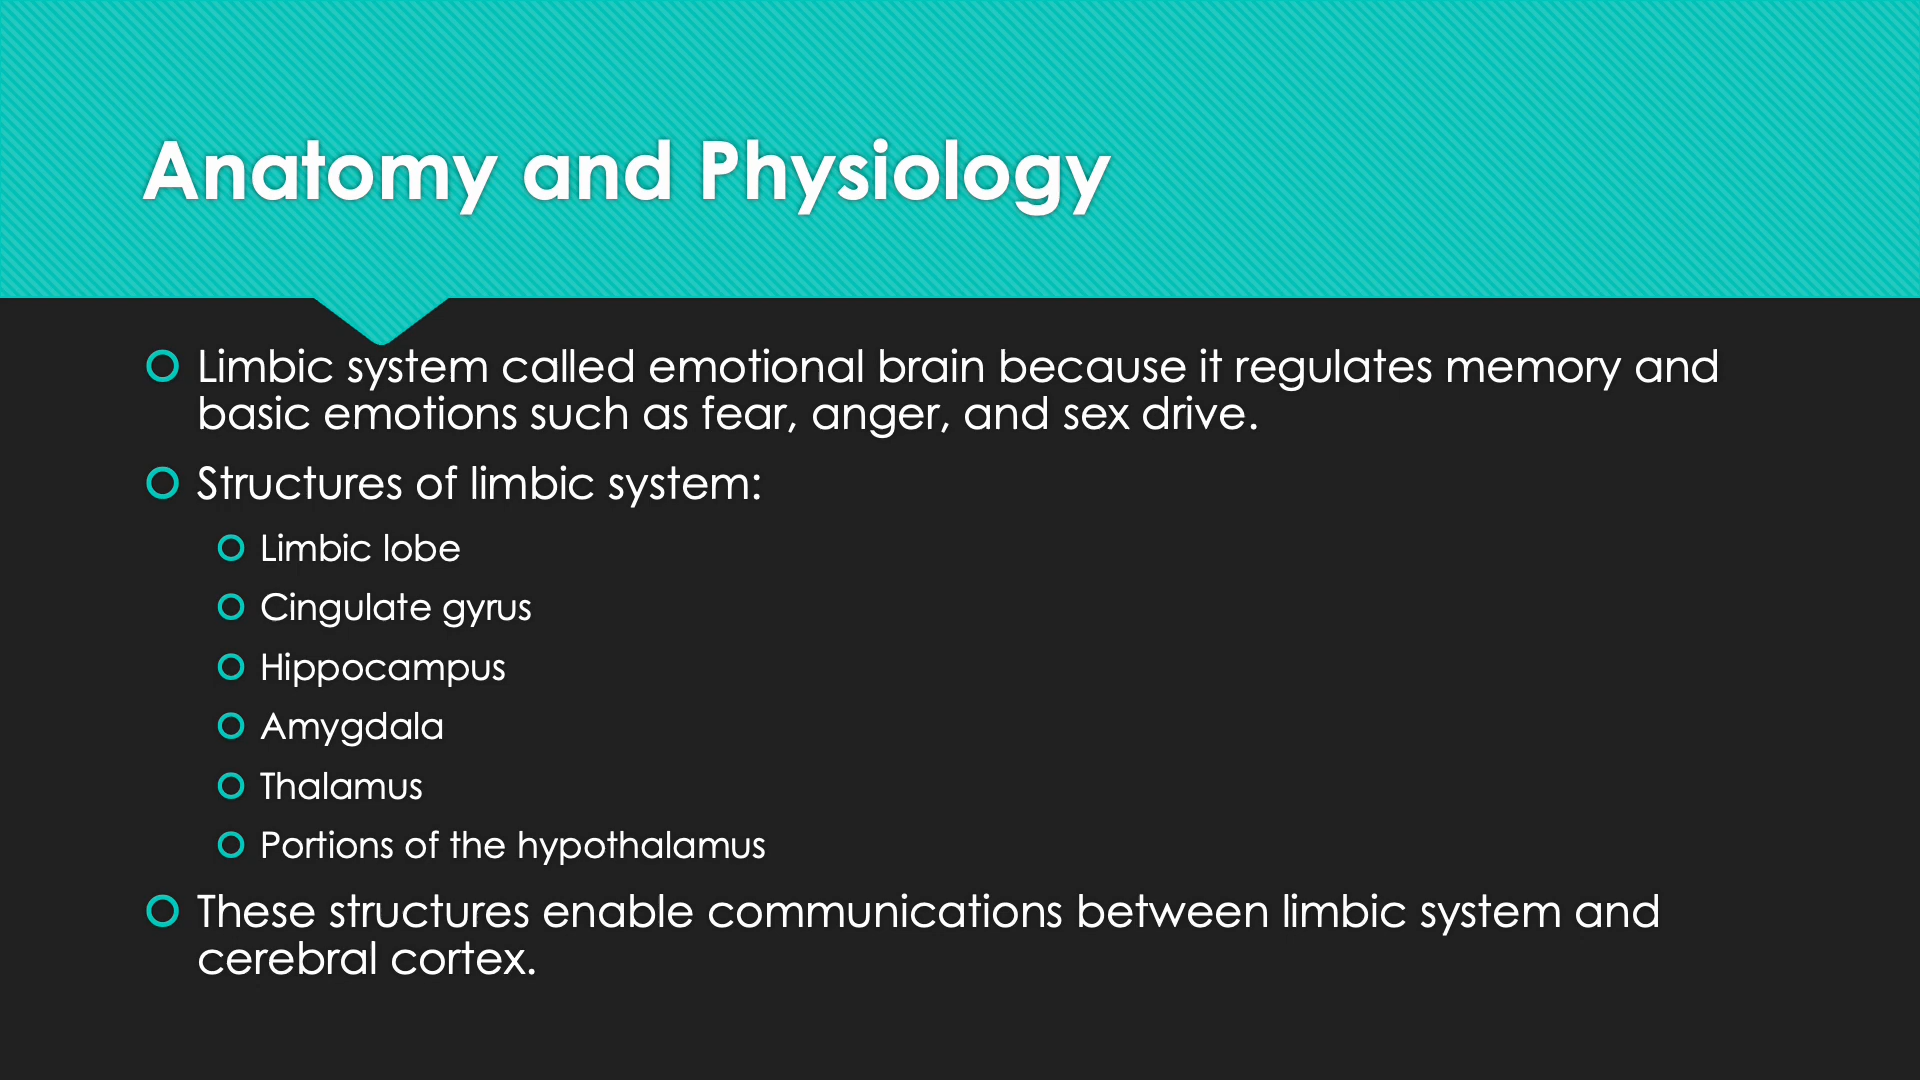 Anatomy and Physiology
Limbic system called emotional brain because it regulates memory and
basic emotions such as fear, anger, and sex drive.
Structures of limbic system:
Limbic lobe
Cingulate gyrus
Hippocampus
Amygdala
Thalamus
Portions of the hypothalamus
These structures enable communications between limbic system and
cerebral cortex.